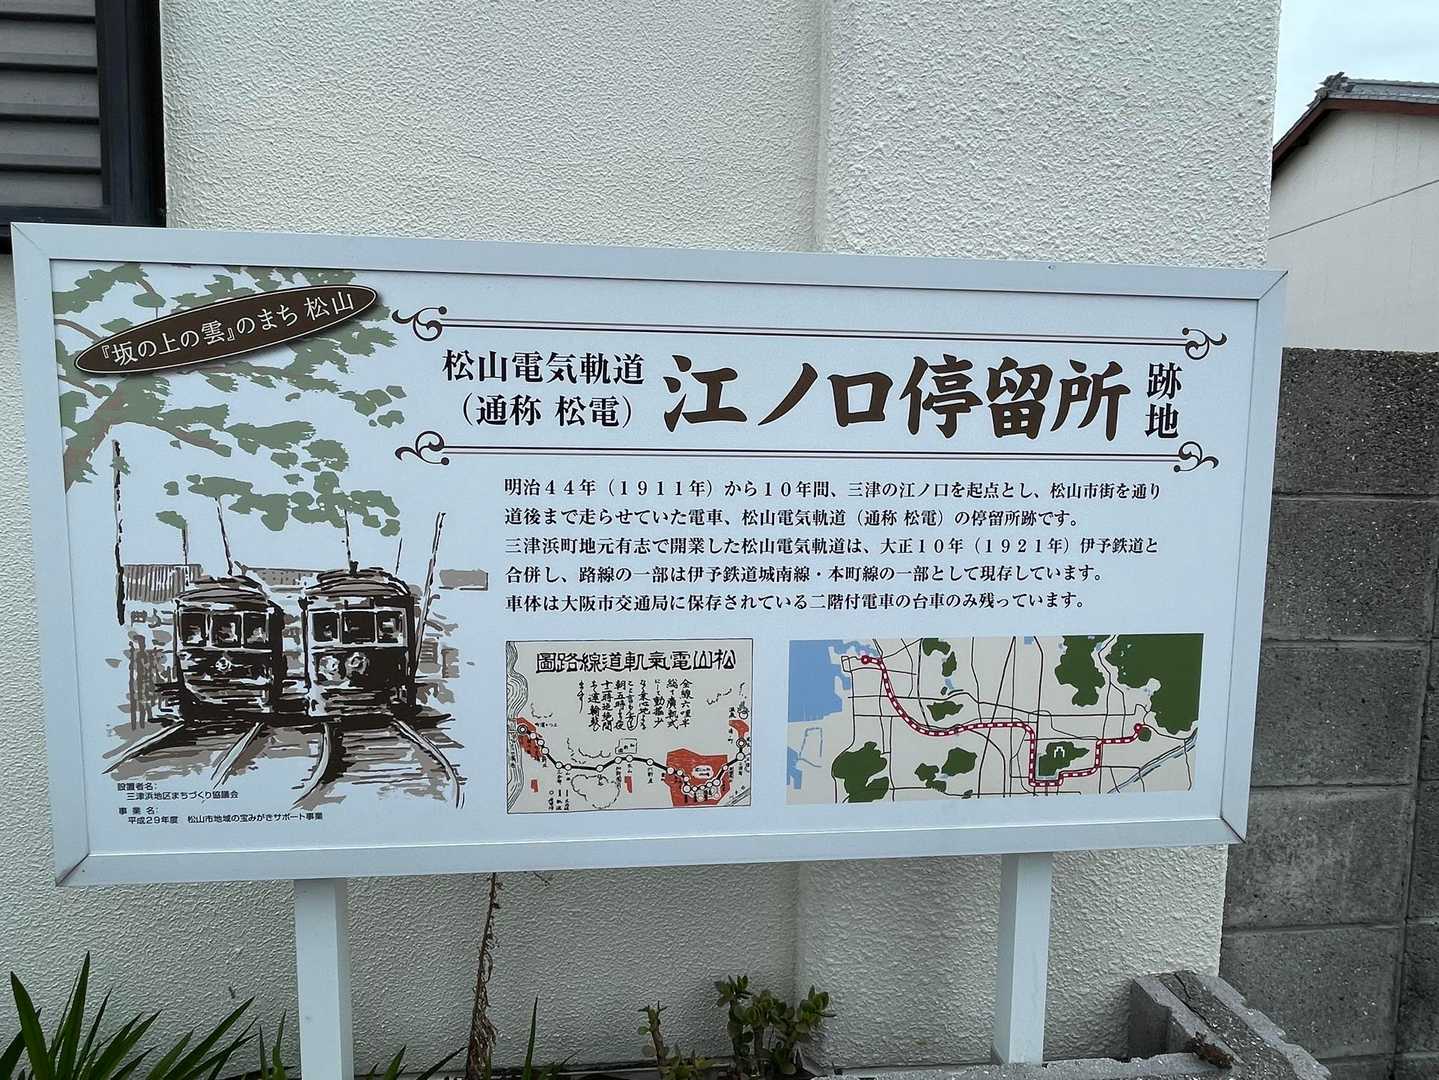 『坂の上の雲』のまち 松山
松山電気軌道
（通称 松電）
江ノ口停留所
跡地
明治４４年（１９１１年）から１０年間、三津の江ノ口を起点とし、松山市街を通り
道後まで走らせていた電車、松山電気軌道（通称 松電）の停留所跡です。
三津浜町地元有志で開業した松山電気軌道は、大正１０年（１９２１年）伊予鉄道と
合併し、路線の一部は伊予鉄道城南線・本町線の一部として現存しています。
車体は大阪市交通局に保存されている二階付電車の台車のみ残っています。
圖路線道軌氣電山松
設置者名：
三津浜地区まちづくり協議会
事業名：
平成29年度 松山市地域の宝みがきサポート事業